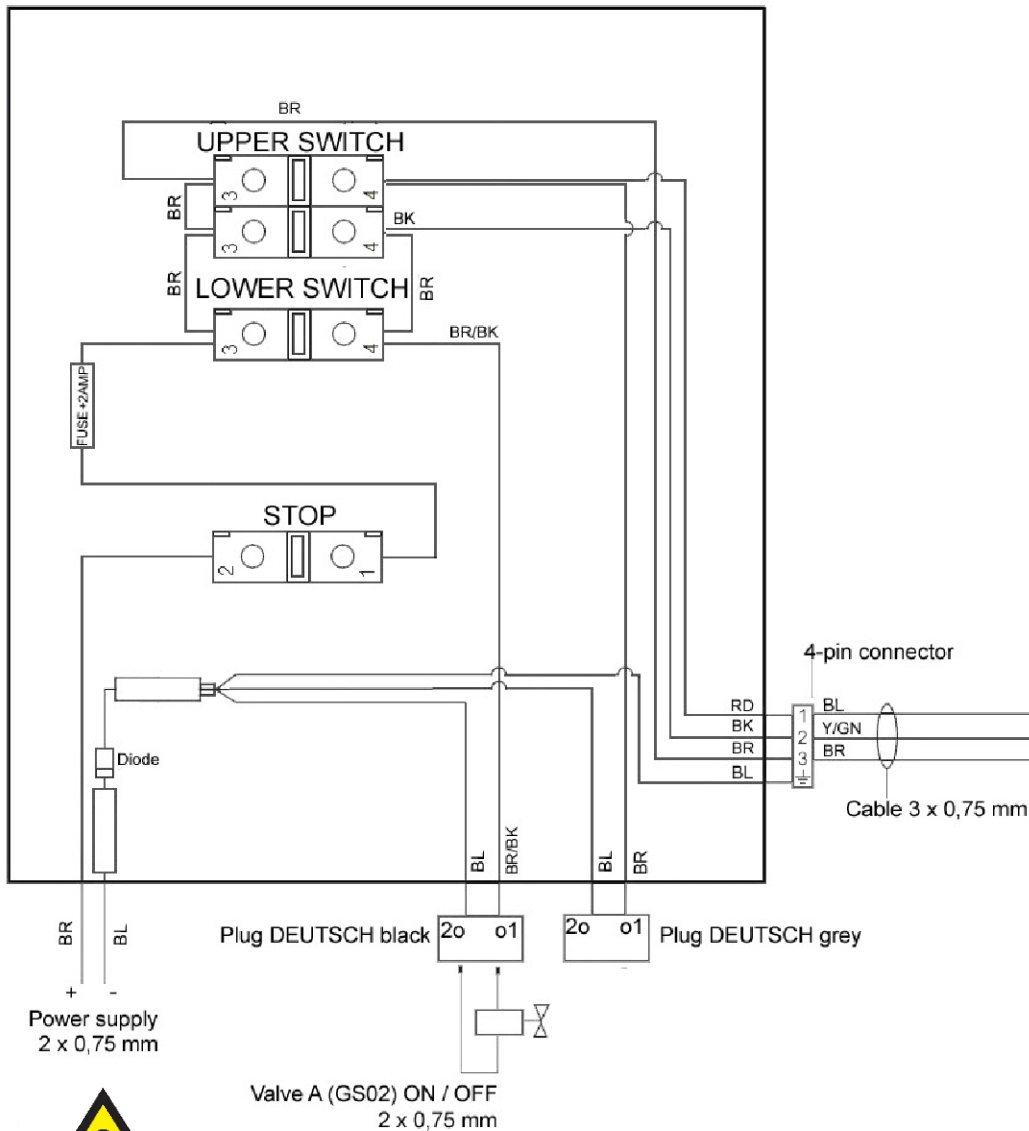 BR
UPPER SWITCH
3 4
BR
BK
3 4
BR
LOWER SWITCH
BR
3 4
BR/BK
FUSE+2AMP
STOP
2 1
4-pin connector
RD 1 BL
BK 2 Y/GN
BR 3 BR
BL
Diode
Cable 3 x 0,75 mm
BL
BR/BK
BL
BR
BR
BL
Plug DEUTSCH black
2o o1
2o o1
Plug DEUTSCH grey
+ -
Power supply
2 x 0,75 mm
Valve A (GS02) ON / OFF
2 x 0,75 mm